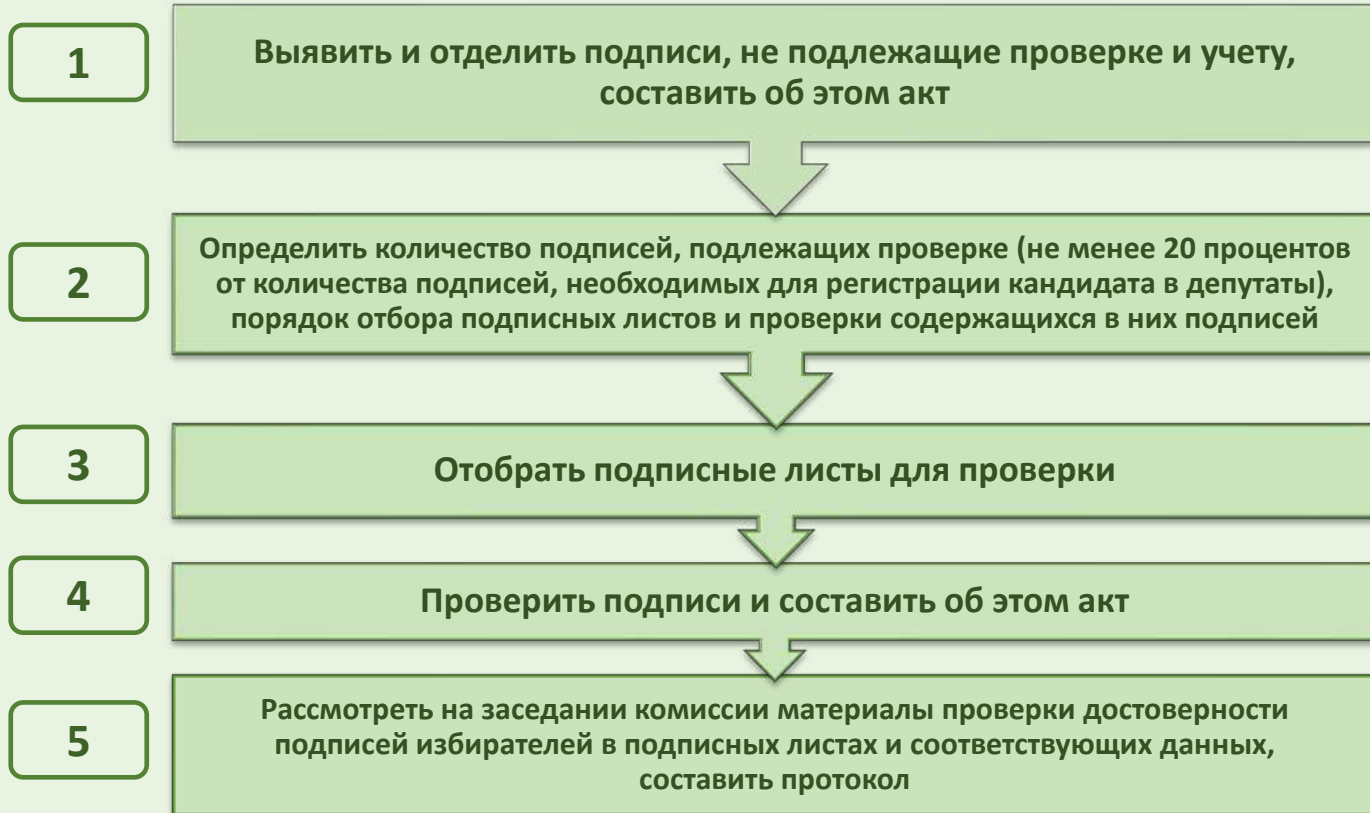 1
Выявить и отделить подписи, не подлежащие проверке и учету,
составить об этом акт
2
Определить количество подписей, подлежащих проверке (не менее 20 процентов
от количества подписей, необходимых для регистрации кандидата в депутаты),
порядок отбора подписных листов и проверки содержащихся в них подписей
3
Отобрать подписные листы для проверки
4
Проверить подписи и составить об этом акт
5
Рассмотреть на заседании комиссии материалы проверки достоверности
подписей избирателей в подписных листах и соответствующих данных,
составить протокол